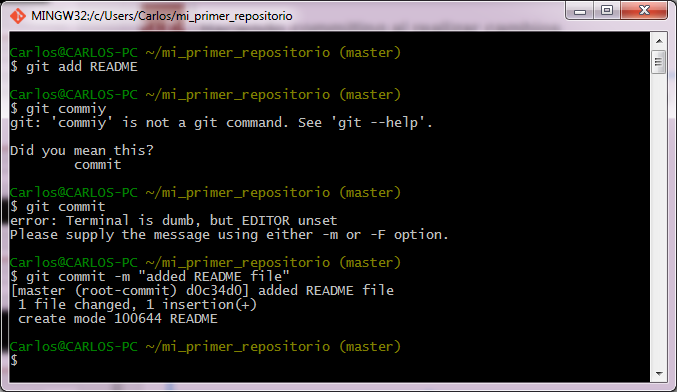 MINGW32:/c/Users/Carlos/mi_primer_repositorio
Carlos@CARLOS-PC ~/mi_primer_repositorio (master)
$ git add README
Carlos@CARLOS-PC ~/mi_primer_repositorio (master)
$ git commiy
git: 'commiy' is not a git command. See 'git --help'.
Did you mean this?
commit
Carlos@CARLOS-PC ~/mi_primer_repositorio (master)
$ git commit
error: Terminal is dumb, but EDITOR unset
Please supply the message using either -m or -F option.
Carlos@CARLOS-PC ~/mi_primer_repositorio (master)
$ git commit -m "added README file"
[master (root-commit) d0c34d0] added README file
1 file changed, 1 insertion(+)
create mode 100644 README
Carlos@CARLOS-PC ~/mi_primer_repositorio (master)
$